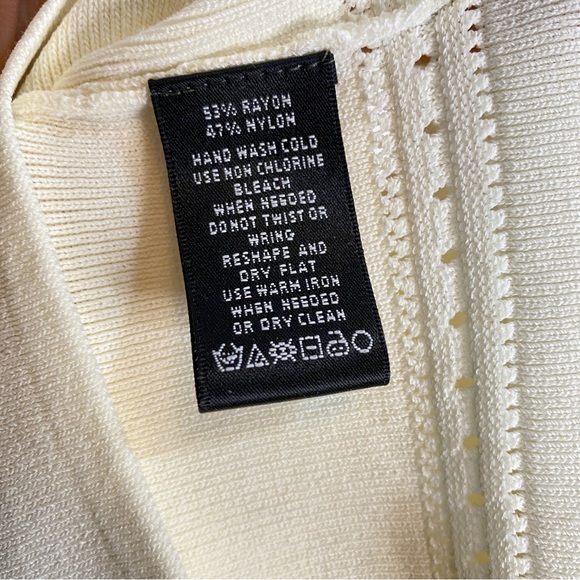 53% RAYON
47% NYLON
HAND WASH COLD
USE NON CHLORINE
BLEACH
WHEN NEEDED
DO NOT TWIST OR
WRING
RESHAPE AND
DRY FLAT
USE WARM IRON
WHEN NEEDED
OR DRY CLEAN